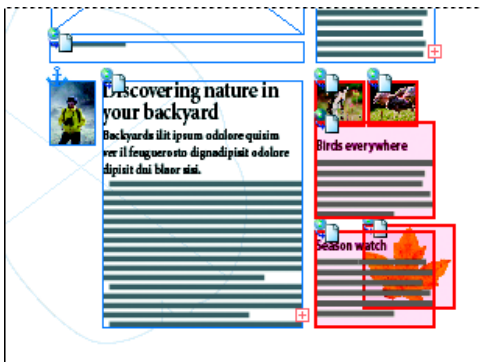 Discovering nature in
your backyard
Backyards ilit ipsum odolore quisim
ver il feuguerosto dignadipisit odolore
dipisit dni blaor sisi.
Birds everywhere
Season watch